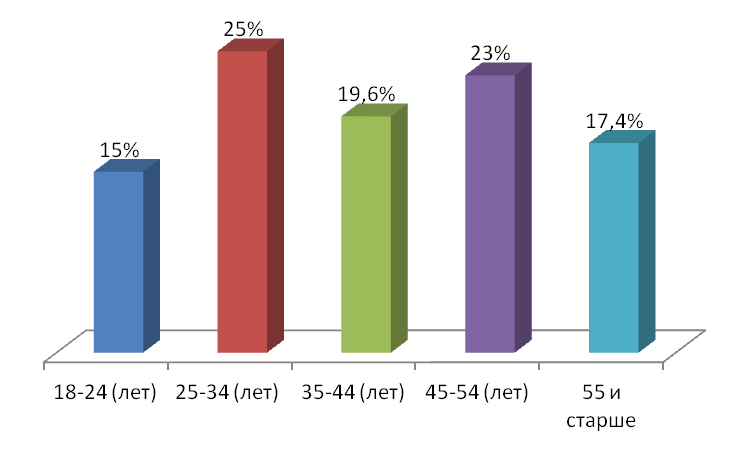 25%
23%
19,6%
17,4%
15%
18-24 (лет)
25-34 (лет)
35-44 (лет)
45-54 (лет)
55 и
старше